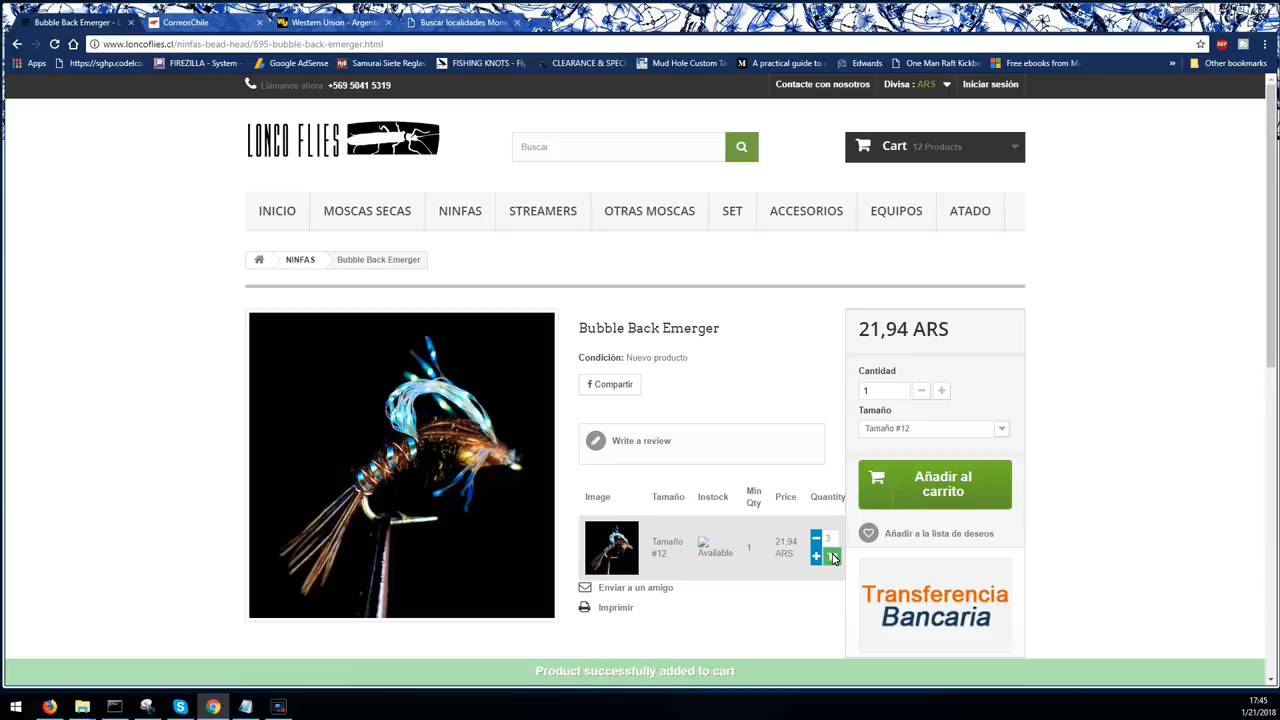 Bubble Back Emerger -
CorreosChile
Western Union - Argent
Buscar localidades Mon
www.loncoflies.cl/ninfas-bead-head/695-bubble-back-emerger.html
Apps
https://sghp.codelco
FIREZILLA - System
Google AdSense
Samurai Siete Reglas
FISHING KNOTS - Fly
CLEARANCE & SPEC
Mud Hole Custom Ta
A practical guide to
Edwards
One Man Raft Kickbo
Free ebooks from Mi
»
Other bookmarks
Llámanos ahora: +569 5041 5319
Contacte con nosotros
Divisa : ARS
Iniciar sesión
LONCO FLIES
Buscar
Cart 12 Products
INICIO
MOSCAS SECAS
NINFAS
STREAMERS
OTRAS MOSCAS
SET
ACCESORIOS
EQUIPOS
ATADO
NINFAS
Bubble Back Emerger
Bubble Back Emerger
Condición: Nuevo producto
f Compartir
Write a review
Image
Tamaño
Instock
Min
Qty
Price
Quantity
Tamaño
#12
Available
1
21,94
ARS
3
Enviar a un amigo
Imprimir
21,94 ARS
Cantidad
1
Tamaño
Tamaño #12
Añadir al
carrito
Añadir a la lista de deseos
Transferencia
Bancaria
Product successfully added to cart
17:45
1/21/2018